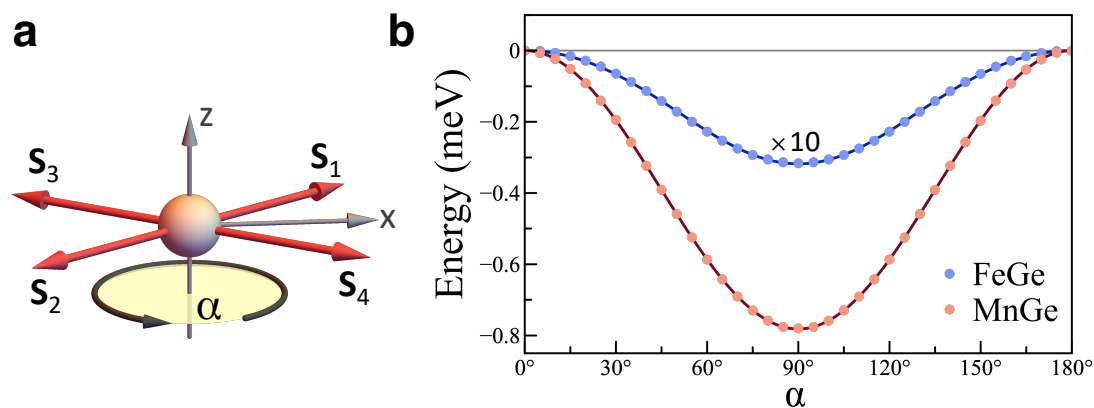 a
z
S₃
S₁
x
S₂
S₄
α
b
Energy (meV)
0
−0.2
−0.4
−0.6
−0.8
×10
FeGe
MnGe
0° 30° 60° 90° 120° 150° 180°
α